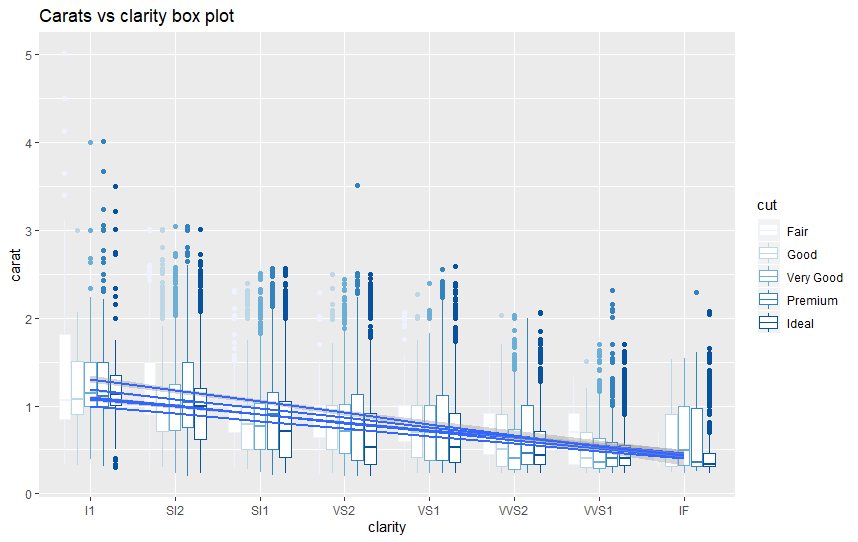 Carats vs clarity box plot
5
4
3
2
1
0
carat
I1 SI2 SI1 VS2 VS1 VVS2 VVS1 IF
clarity
cut
Fair
Good
Very Good
Premium
Ideal